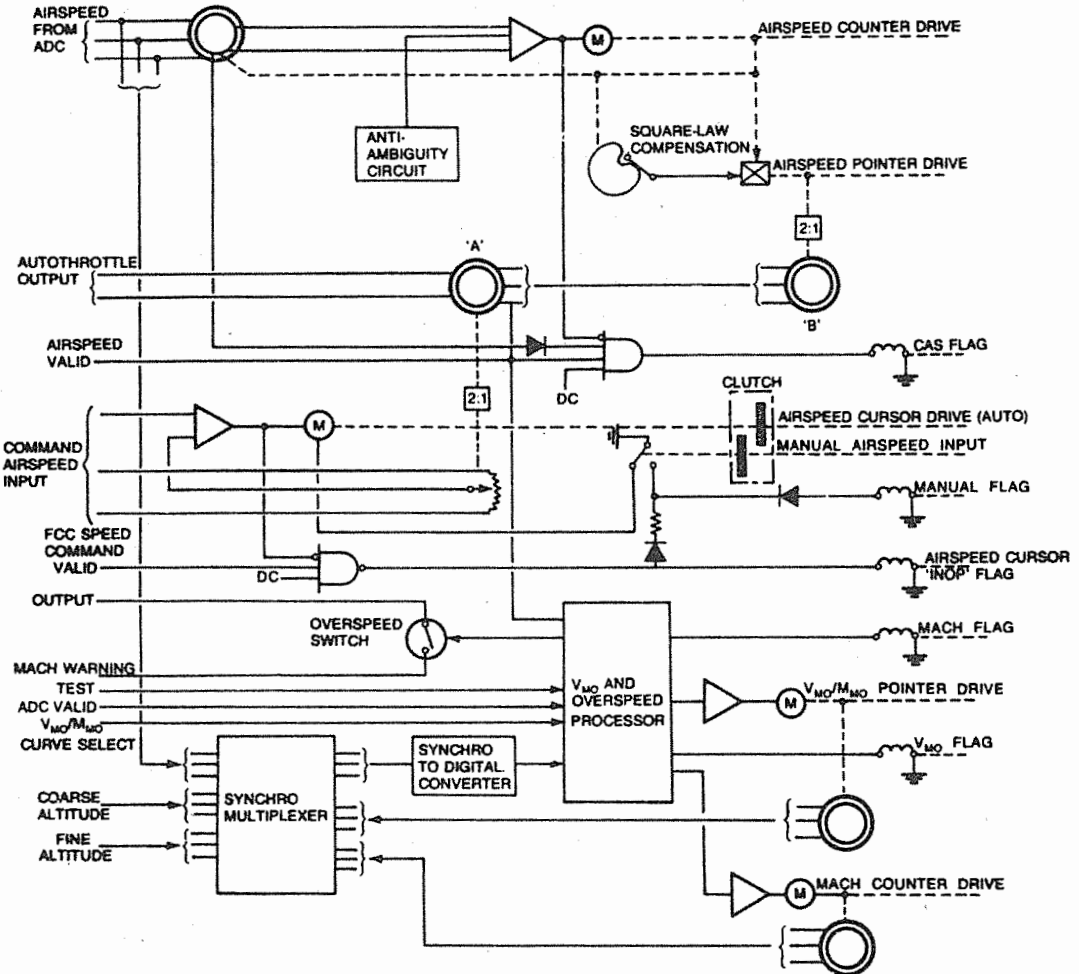 AIRSPEED
FROM
ADC
M
AIRSPEED COUNTER DRIVE
ANTI-
AMBIGUITY
CIRCUIT
SQUARE-LAW
COMPENSATION
AIRSPEED POINTER DRIVE
2:1
'A'
AUTOTHROTTLE
OUTPUT
'B'
AIRSPEED
VALID
CAS FLAG
DC
CLUTCH
2:1
M
AIRSPEED CURSOR DRIVE (AUTO)
MANUAL AIRSPEED INPUT
COMMAND
AIRSPEED
INPUT
MANUAL FLAG
FCC SPEED
COMMAND
VALID
DC
AIRSPEED CURSOR
'INOP' FLAG
OUTPUT
OVERSPEED
SWITCH
MACH FLAG
MACH WARNING
TEST
ADC VALID
VMO/MMO
CURVE SELECT
VMO AND
OVERSPEED
PROCESSOR
M
VMO/MMO POINTER DRIVE
VMO FLAG
SYNCHRO
TO DIGITAL
CONVERTER
COARSE
ALTITUDE
SYNCHRO
MULTIPLEXER
FINE
ALTITUDE
M
MACH COUNTER DRIVE